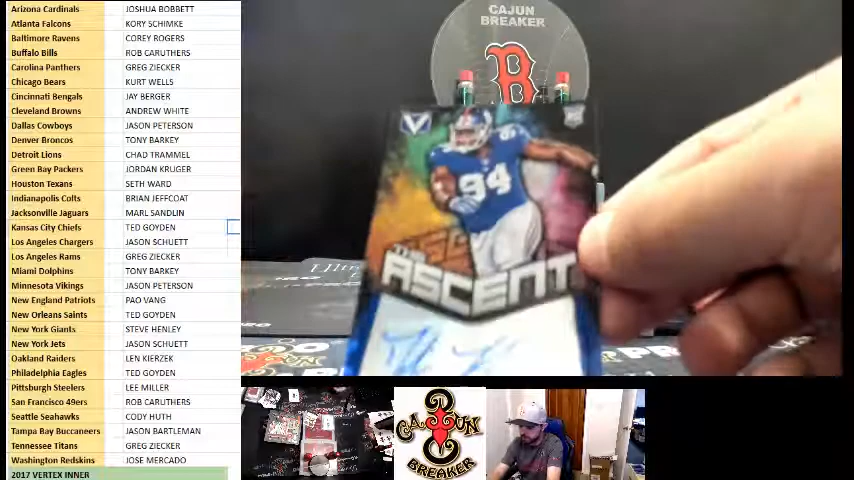 Arizona Cardinals JOSHUA BOBBETT
Atlanta Falcons KORY SCHIMKE
Baltimore Ravens COREY ROGERS
Buffalo Bills ROB CARUTHERS
Carolina Panthers GREG ZIECKER
Chicago Bears KURT WELLS
Cincinnati Bengals JAY BERGER
Cleveland Browns ANDREW WHITE
Dallas Cowboys JASON PETERSON
Denver Broncos TONY BARKEY
Detroit Lions CHAD TRAMMEL
Green Bay Packers JORDAN KRUGER
Houston Texans SETH WARD
Indianapolis Colts BRIAN JEFFCOAT
Jacksonville Jaguars MARL SANDLIN
Kansas City Chiefs TED GOYDEN
Los Angeles Chargers JASON SCHUETT
Los Angeles Rams GREG ZIECKER
Miami Dolphins TONY BARKEY
Minnesota Vikings JASON PETERSON
New England Patriots PAO VANG
New Orleans Saints TED GOYDEN
New York Giants STEVE HENLEY
New York Jets JASON SCHUETT
Oakland Raiders LEN KIERZEK
Philadelphia Eagles TED GOYDEN
Pittsburgh Steelers LEE MILLER
San Francisco 49ers ROB CARUTHERS
Seattle Seahawks CODY HUTH
Tampa Bay Buccaneers JASON BARTLEMAN
Tennessee Titans GREG ZIECKER
Washington Redskins JOSE MERCADO
2017 VERTEX INNER
CAJUN
BREAKER
B
94
THE
ASCENT
CAJUN
BREAKER